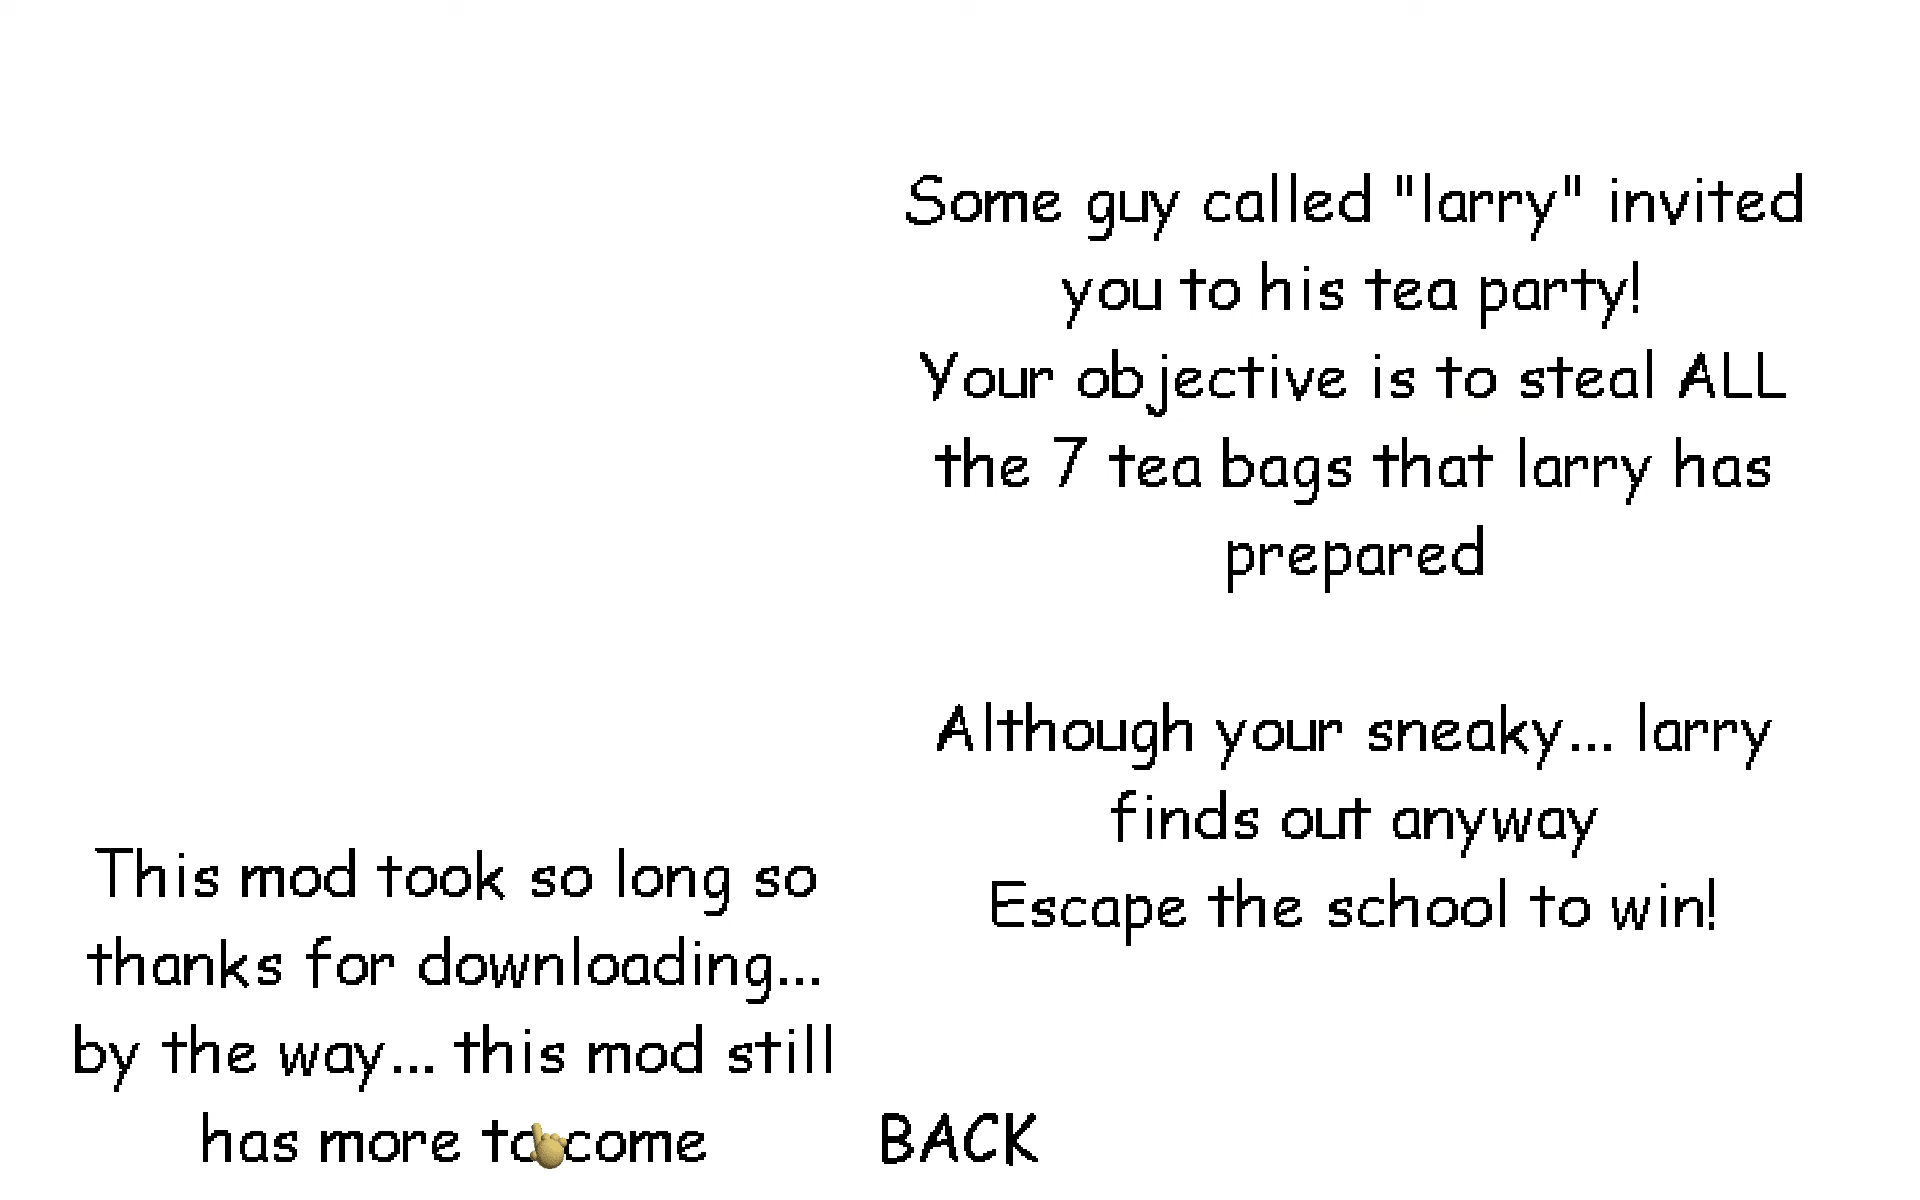 Some guy called "larry" invited
you to his tea party!
Your objective is to steal ALL
the 7 tea bags that larry has
prepared
Although your sneaky... larry
finds out anyway
Escape the school to win!
This mod took so long so
thanks for downloading...
by the way... this mod still
has more to come
BACK